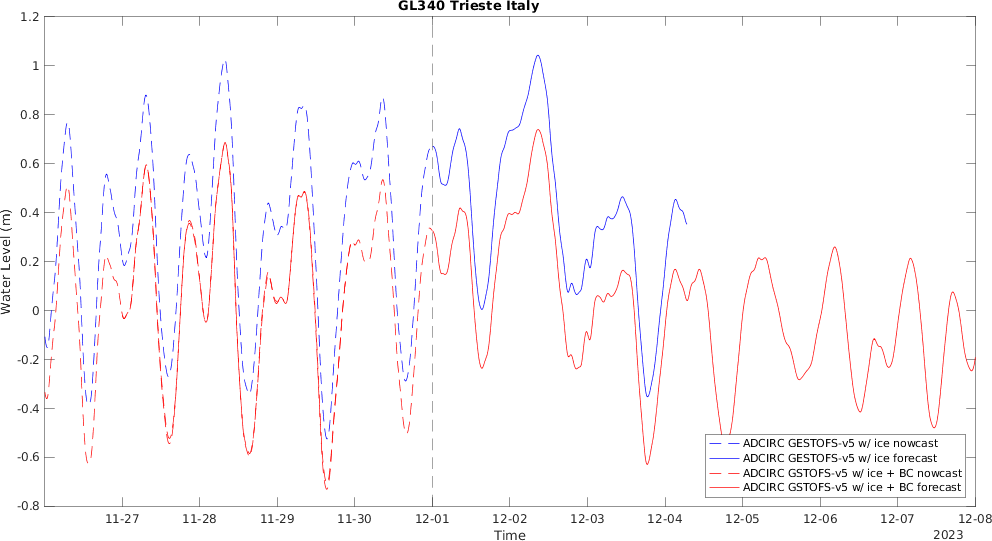 GL340 Trieste Italy
1.2
1
0.8
0.6
0.4
0.2
0
-0.2
-0.4
-0.6
-0.8
Water Level (m)
ADCIRC GESTOFS-v5 w/ ice nowcast
ADCIRC GESTOFS-v5 w/ ice forecast
ADCIRC GSTOFS-v5 w/ ice + BC nowcast
ADCIRC GSTOFS-v5 w/ ice + BC forecast
11-27 11-28 11-29 11-30 12-01 12-02 12-03 12-04 12-05 12-06 12-07 12-08
Time
2023